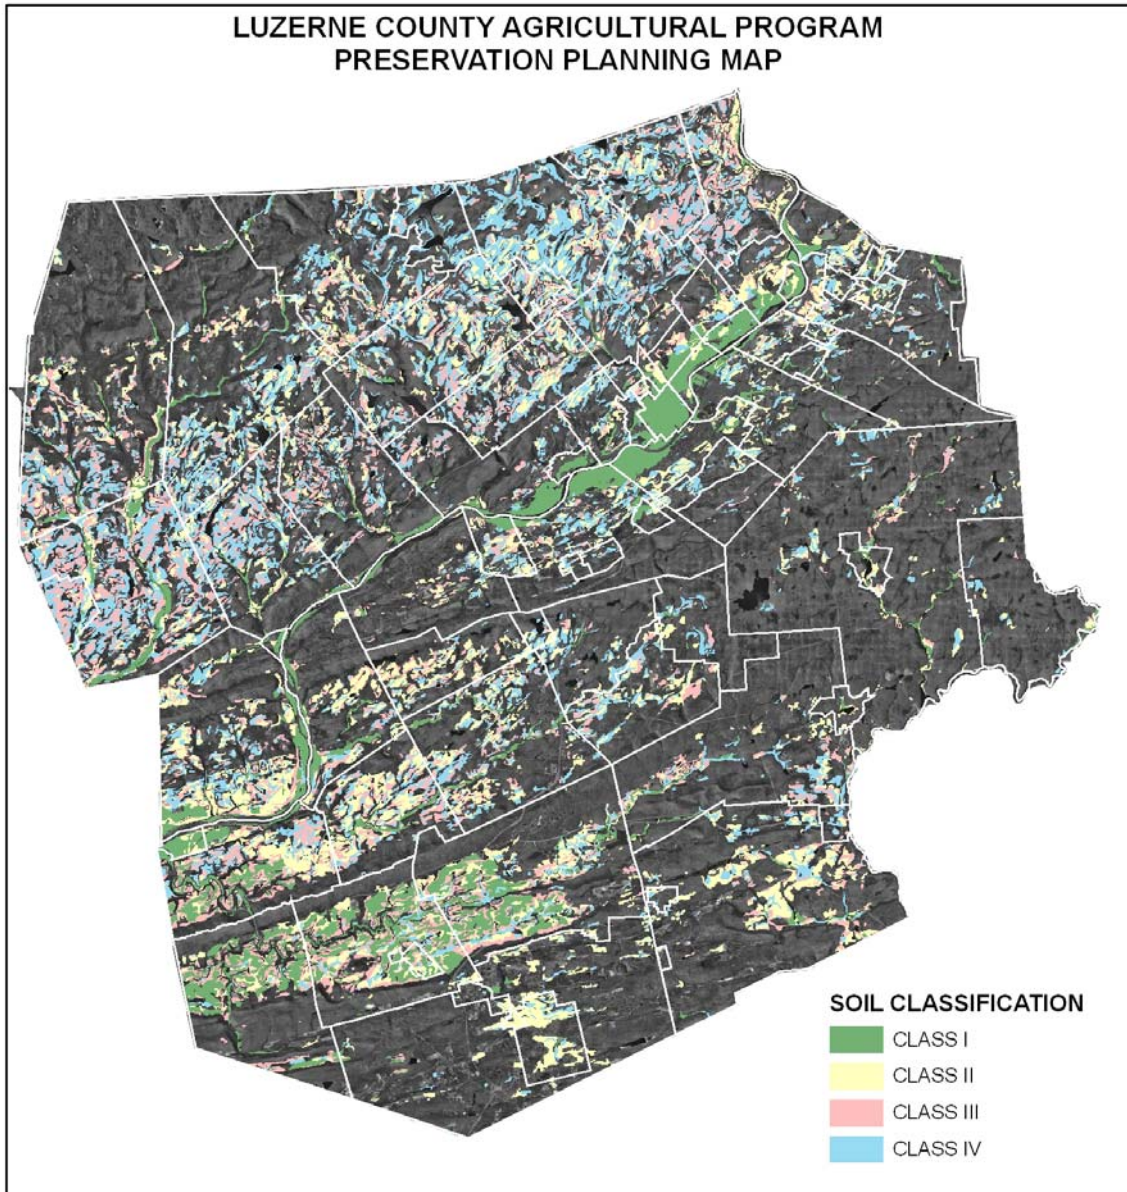 LUZERNE COUNTY AGRICULTURAL PROGRAM
PRESERVATION PLANNING MAP
SOIL CLASSIFICATION
CLASS I
CLASS II
CLASS III
CLASS IV